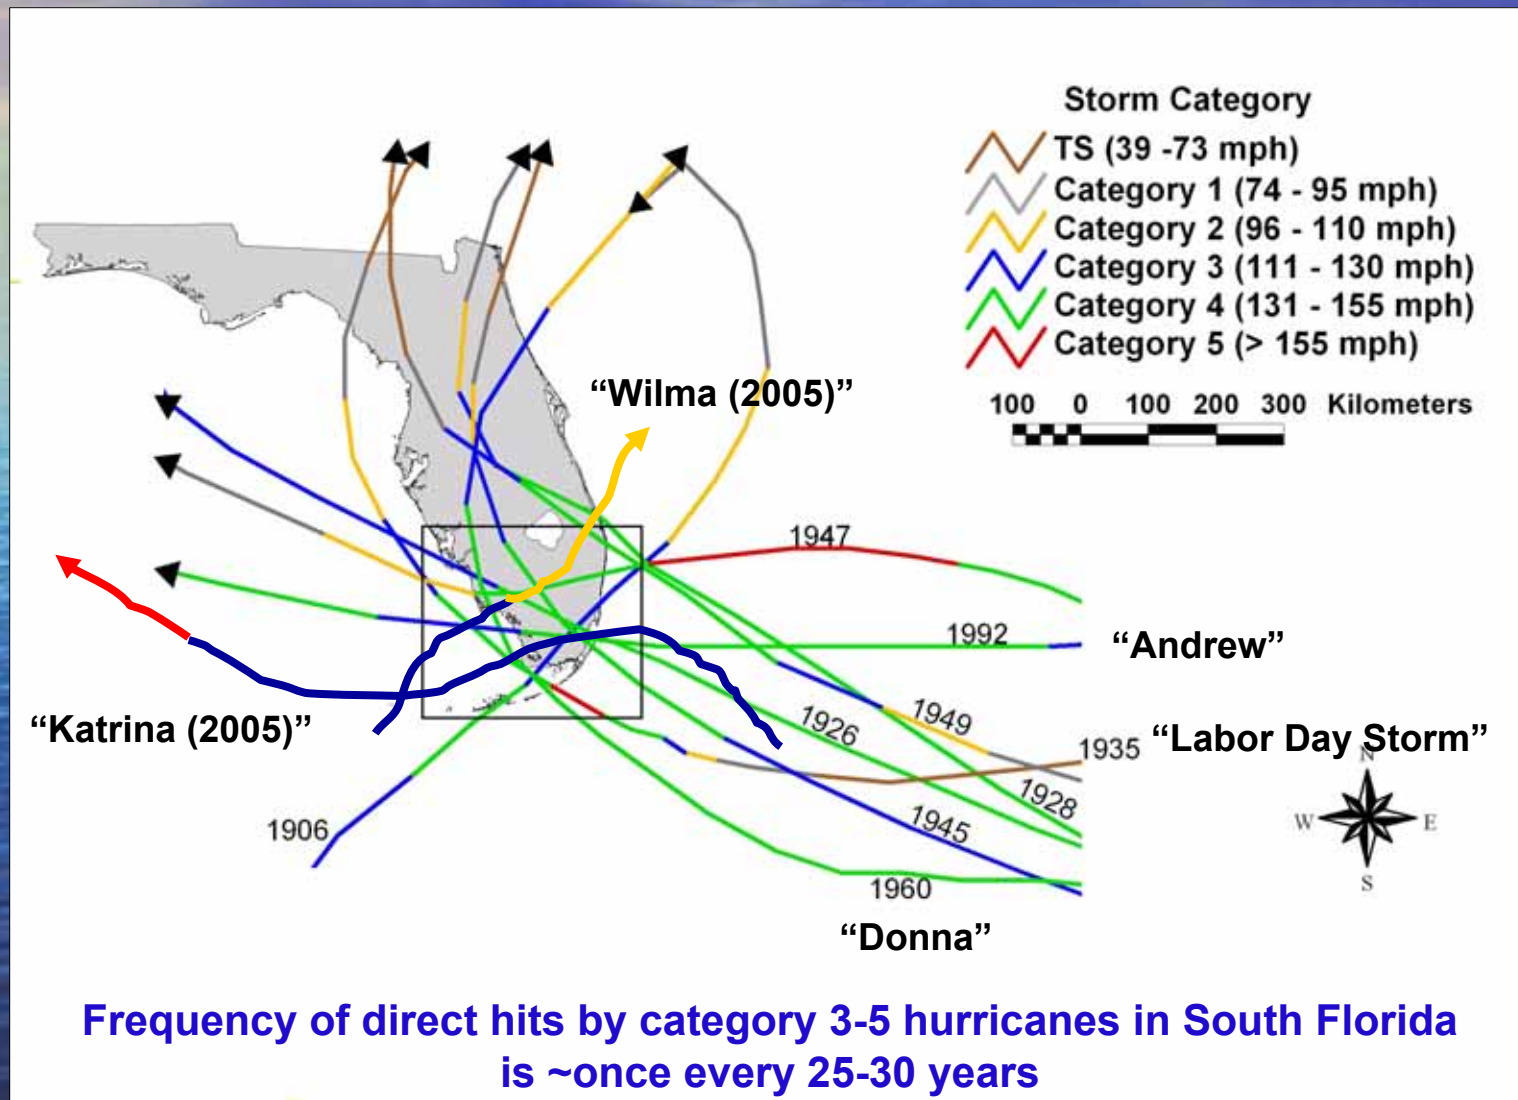 Storm Category
TS (39 -73 mph)
Category 1 (74 - 95 mph)
Category 2 (96 - 110 mph)
Category 3 (111 - 130 mph)
Category 4 (131 - 155 mph)
Category 5 (> 155 mph)
100 0 100 200 300 Kilometers
“Wilma (2005)”
1947
1992
“Andrew”
“Katrina (2005)”
1949
1926
1935
“Labor Day Storm”
1928
1945
1906
1960
“Donna”
N
W E
S
Frequency of direct hits by category 3-5 hurricanes in South Florida
is ~once every 25-30 years